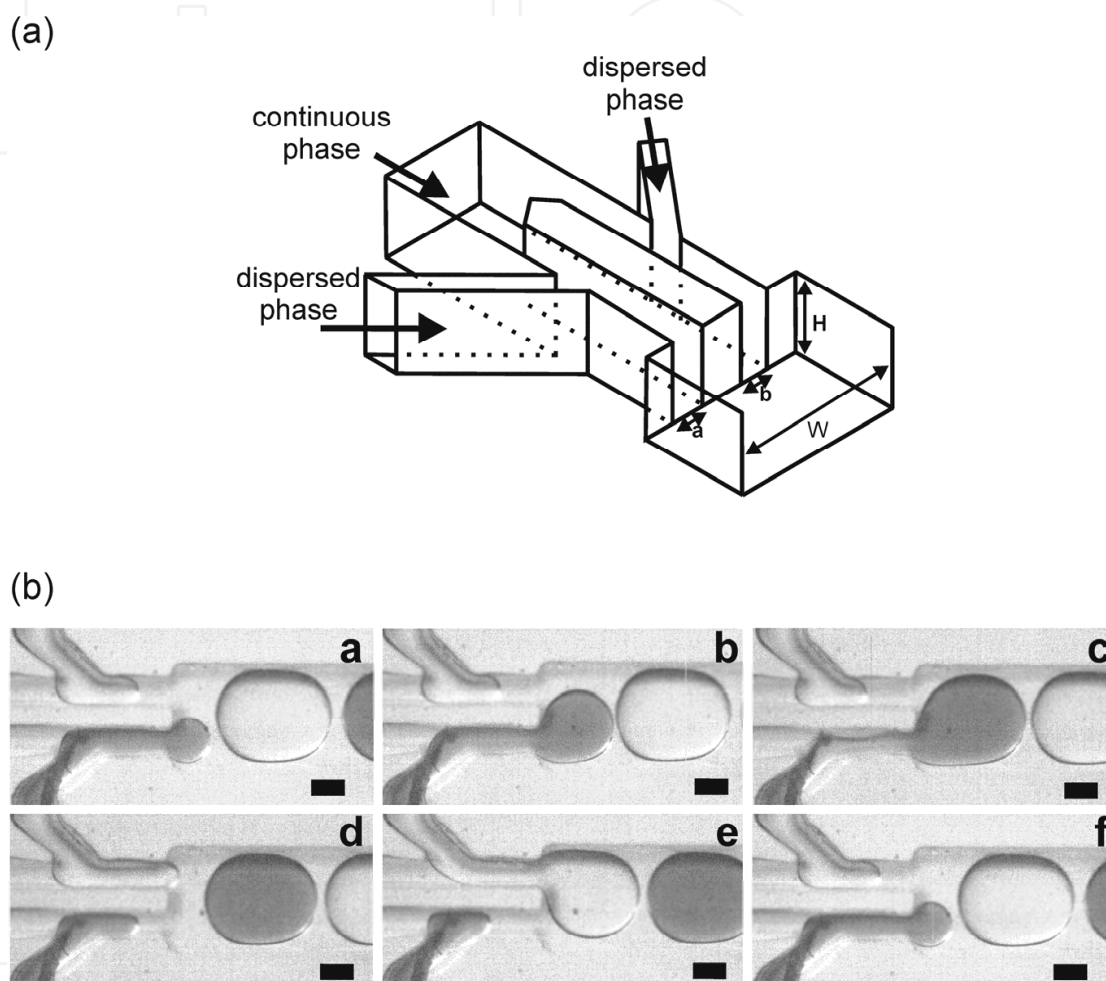 (a)
dispersed
phase
continuous
phase
dispersed
phase
H
b
a
W
(b)
a
b
c
d
e
f